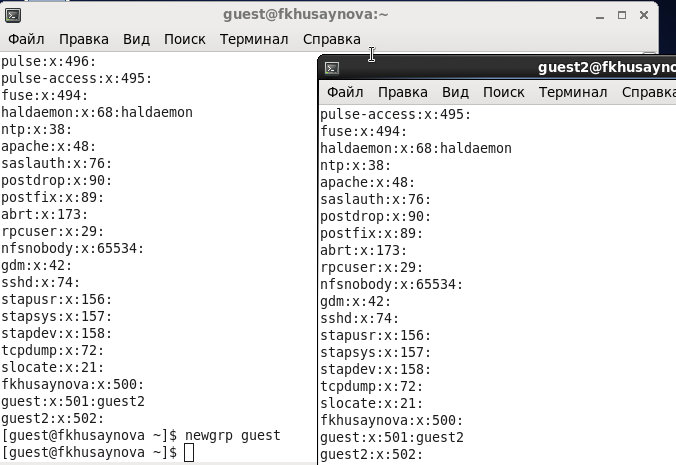 guest@fkhusaynova:~
Файл Правка Вид Поиск Терминал Справка
pulse:x:496:
pulse-access:x:495:
fuse:x:494:
haldaemon:x:68:haldaemon
ntp:x:38:
apache:x:48:
saslauth:x:76:
postdrop:x:90:
postfix:x:89:
abrt:x:173:
rpcuser:x:29:
nfsnobody:x:65534:
gdm:x:42:
sshd:x:74:
stapusr:x:156:
stapsys:x:157:
stapdev:x:158:
tcpdump:x:72:
slocate:x:21:
fkhusaynova:x:500:
guest:x:501:guest2
guest2:x:502:
[guest@fkhusaynova ~]$ newgrp guest
[guest@fkhusaynova ~]$
guest2@fkhusayno
Файл Правка Вид Поиск Терминал Справка
pulse-access:x:495:
fuse:x:494:
haldaemon:x:68:haldaemon
ntp:x:38:
apache:x:48:
saslauth:x:76:
postdrop:x:90:
postfix:x:89:
abrt:x:173:
rpcuser:x:29:
nfsnobody:x:65534:
gdm:x:42:
sshd:x:74:
stapusr:x:156:
stapsys:x:157:
stapdev:x:158:
tcpdump:x:72:
slocate:x:21:
fkhusaynova:x:500:
guest:x:501:guest2
guest2:x:502: